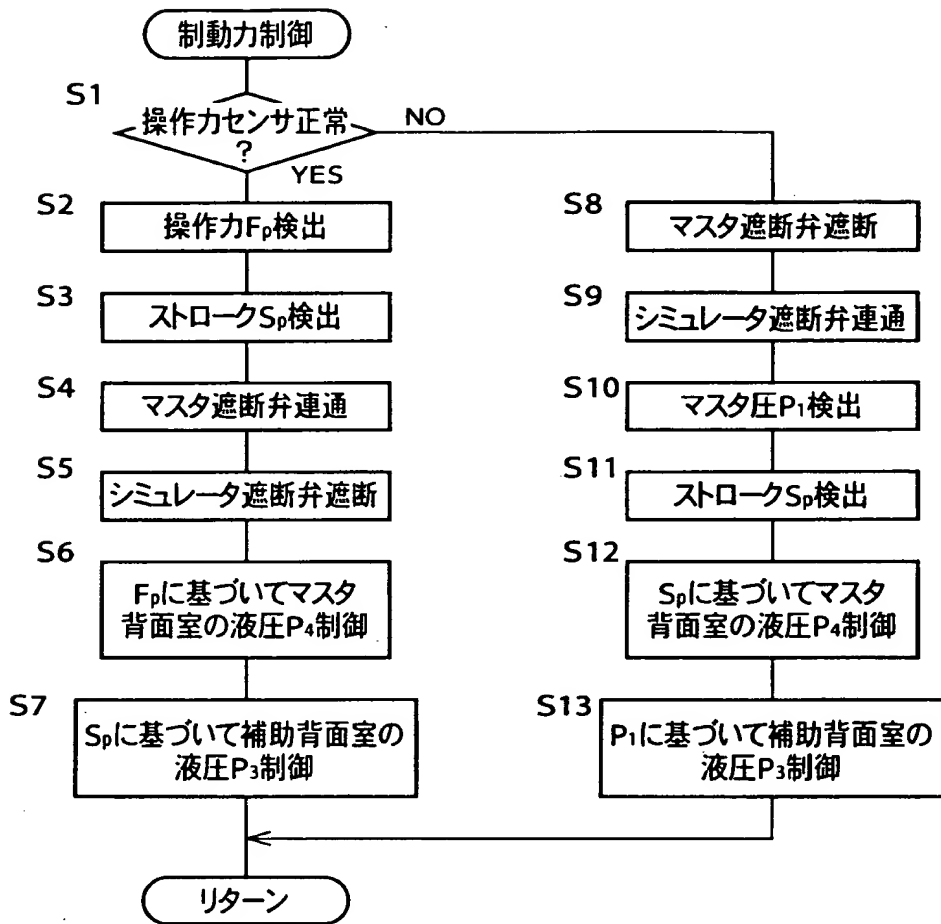 制動力制御
S1
操作力センサ正常
?
NO
YES
S2
操作力Fp検出
S3
ストロークSp検出
S4
マスタ遮断弁連通
S5
シミュレータ遮断弁遮断
S6
Fpに基づいてマスタ
背面室の液圧P4制御
S7
Spに基づいて補助背面室の
液圧P3制御
S8
マスタ遮断弁遮断
S9
シミュレータ遮断弁連通
S10
マスタ圧P1検出
S11
ストロークSp検出
S12
Spに基づいてマスタ
背面室の液圧P4制御
S13
P1に基づいて補助背面室の
液圧P3制御
リターン